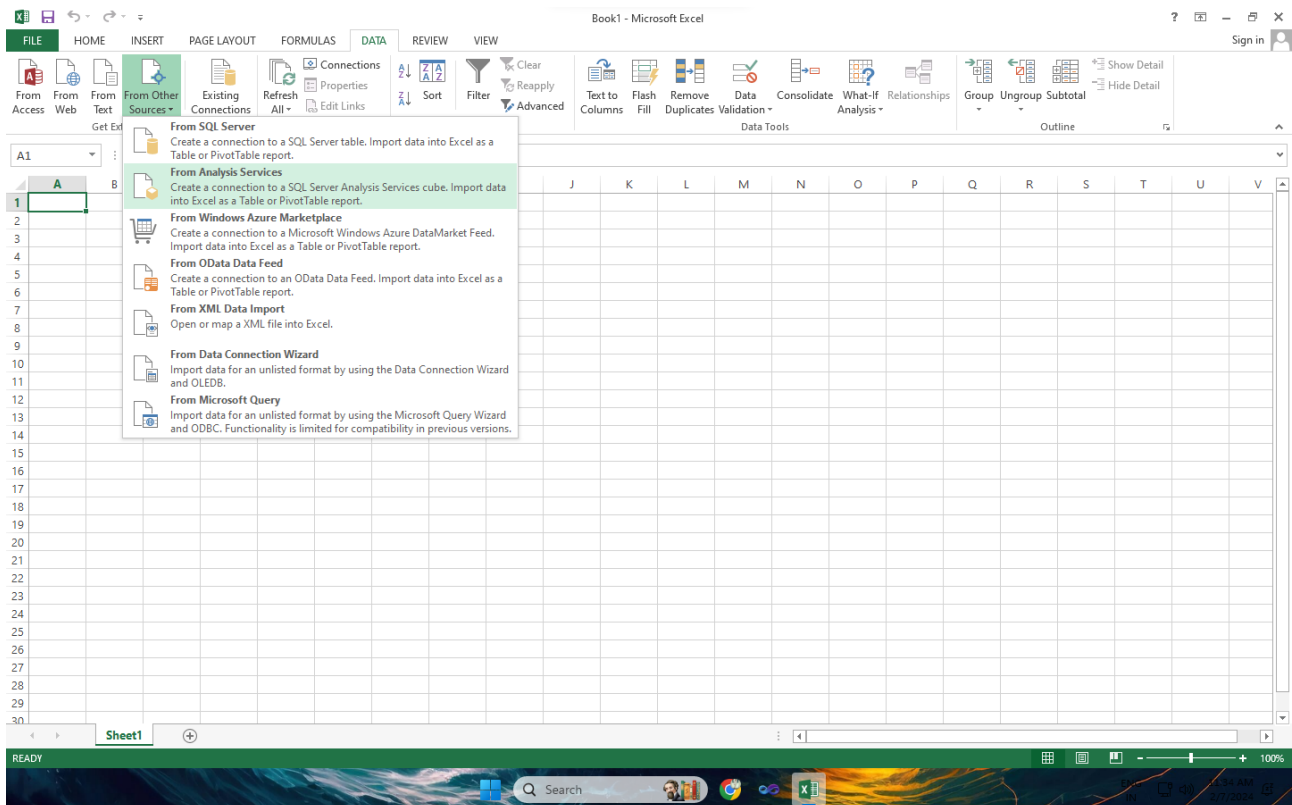 Book1 - Microsoft Excel
?
FILE HOME INSERT PAGE LAYOUT FORMULAS DATA REVIEW VIEW Sign in
From Access
From Web
From Text
From Other Sources
Existing Connections
Refresh All
Connections
Properties
Edit Links
Sort
Filter
Clear
Reapply
Advanced
Text to Columns
Flash Fill
Remove Duplicates
Data Validation
Consolidate
What-If Analysis
Relationships
Group
Ungroup
Subtotal
Show Detail
Hide Detail
Get Ext
Data Tools
Outline
A1
From SQL Server
Create a connection to a SQL Server table. Import data into Excel as a
Table or PivotTable report.
From Analysis Services
Create a connection to a SQL Server Analysis Services cube. Import data
into Excel as a Table or PivotTable report.
From Windows Azure Marketplace
Create a connection to a Microsoft Windows Azure DataMarket Feed.
Import data into Excel as a Table or PivotTable report.
From OData Data Feed
Create a connection to an OData Data Feed. Import data into Excel as a
Table or PivotTable report.
From XML Data Import
Open or map a XML file into Excel.
From Data Connection Wizard
Import data for an unlisted format by using the Data Connection Wizard
and OLEDB.
From Microsoft Query
Import data for an unlisted format by using the Microsoft Query Wizard
and ODBC. Functionality is limited for compatibility in previous versions.
A B J K L M N O P Q R S T U V
1
2
3
4
5
6
7
8
9
10
11
12
13
14
15
16
17
18
19
20
21
22
23
24
25
26
27
28
29
30
Sheet1
READY
100%
Search